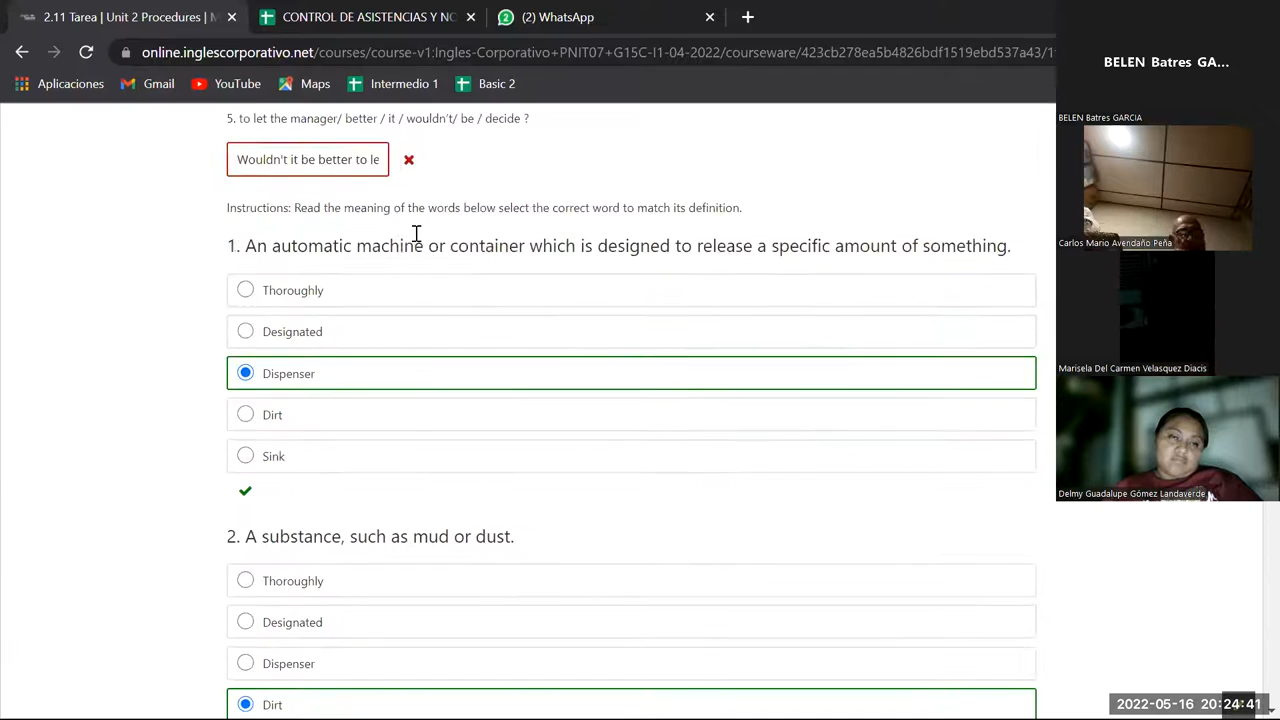 2.11 Tarea | Unit 2 Procedures |
CONTROL DE ASISTENCIAS Y NO
(2) WhatsApp
online.inglescorporativo.net/courses/course-v1:Ingles-corporativo+PNIT07+G15C-I1-04-2022/courseware/423cb278ea5b4826bdf1519ebd537a43/1
Aplicaciones
Gmail
YouTube
Maps
Intermedio 1
Basic 2
5. to let the manager/ better / it / wouldn't/ be / decide ?
Wouldn't it be better to le
Instructions: Read the meaning of the words below select the correct word to match its definition.
1. An automatic machine or container which is designed to release a specific amount of something.
Thoroughly
Designated
Dispenser
Dirt
Sink
2. A substance, such as mud or dust.
Thoroughly
Designated
Dispenser
Dirt
BELEN Batres GA...
BELEN Batres GARCIA
Carlos Mario Avendaño Peña
Marisela Del Carmen Velasquez Diacis
Delmy Guadalupe Gómez Landaverde
2022-05-16 20:24:41